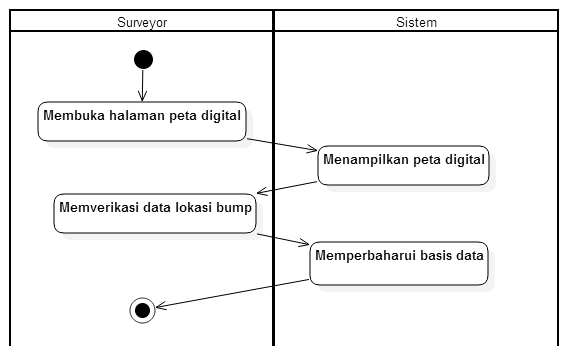 Surveyor
Sistem
Membuka halaman peta digital
Menampilkan peta digital
Memverikasi data lokasi bump
Memperbaharui basis data